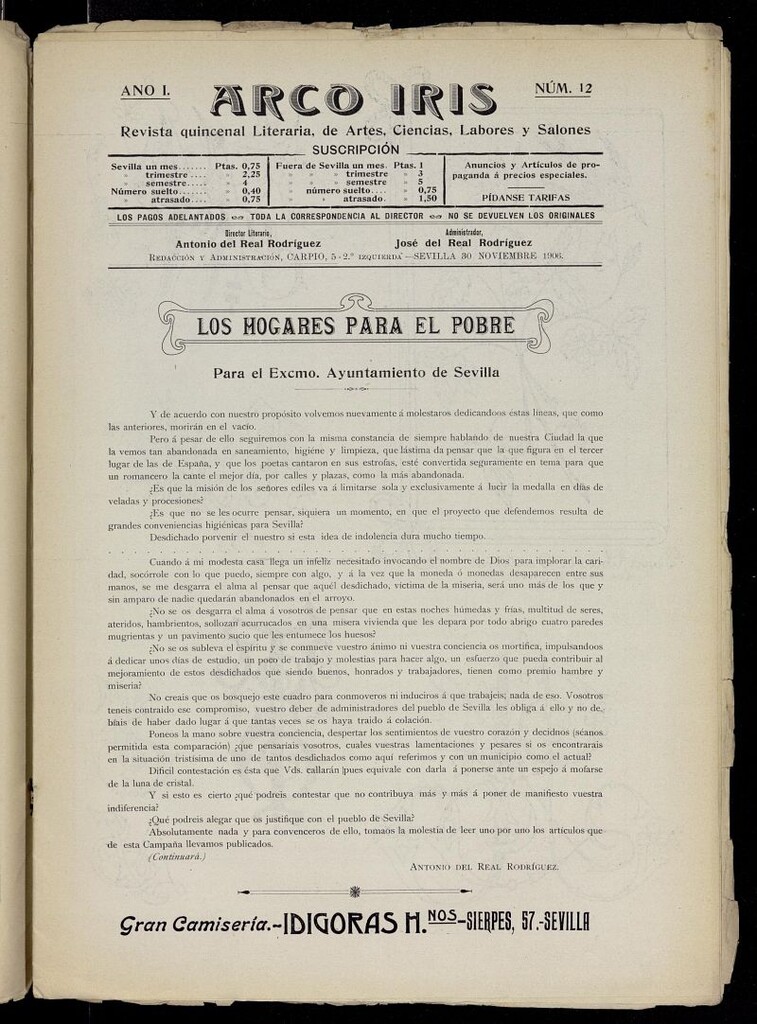 AÑO I.
ARCO IRIS
NÚM. 12
Revista quincenal Literaria, de Artes, Ciencias, Labores y Salones
SUSCRIPCIÓN
Sevilla un mes....... Ptas. 0,75
» trimestre.... » 2,25
» semestre..... » 4
Número suelto....... » 0,40
» atrasado.... » 0,75
Fuera de Sevilla un mes. Ptas. 1
» » » trimestre » 3
» » » semestre » 5
» número suelto.... » 0,75
» » atrasado. » 1,50
Anuncios y Artículos de pro-
paganda á precios especiales.
PÍDANSE TARIFAS
LOS PAGOS ADELANTADOS TODA LA CORRESPONDENCIA AL DIRECTOR NO SE DEVUELVEN LOS ORIGINALES
Director Literario,
Antonio del Real Rodríguez
Administrador,
José del Real Rodríguez
REDACCIÓN Y ADMINISTRACIÓN, CARPIO, 5-2.º IZQUIERDA—SEVILLA 30 NOVIEMBRE 1906.
LOS HOGARES PARA EL POBRE
Para el Excmo. Ayuntamiento de Sevilla
Y de acuerdo con nuestro propósito volvemos nuevamente á molestaros dedicandoos éstas líneas, que como
las anteriores, morirán en el vacío.
Pero á pesar de ello seguiremos con la misma constancia de siempre hablando de nuestra Ciudad la que
la vemos tan abandonada en saneamiento, higiéne y limpieza, que lástima da pensar que la que figura en el tercer
lugar de las de España, y que los poetas cantaron en sus estrofas, esté convertida seguramente en tema para que
un romancero la cante el mejor día, por calles y plazas, como la más abandonada.
¿Es que la misión de los señores ediles va á limitarse sola y exclusivamente á lucir la medalla en días de
veladas y procesiones?
¿Es que no se les ocurre pensar, siquiera un momento, en que el proyecto que defendemos resulta de
grandes conveniencias higiénicas para Sevilla?
Desdichado porvenir el nuestro si esta idea de indolencia dura mucho tiempo.
Cuando á mi modesta casa llega un infeliz necesitado invocando el nombre de Dios para implorar la cari-
dad, socórrole con lo que puedo, siempre con algo, y á la vez que la moneda ó monedas desaparecen entre sus
manos, se me desgarra el alma al pensar que aquél desdichado, víctima de la miseria, será uno más de los que y
sin amparo de nadie quedarán abandonados en el arroyo.
¿No se os desgarra el alma á vosotros de pensar que en estas noches húmedas y frias, multitud de seres,
ateridos, hambrientos, sollozan acurrucados en una misera vivienda que les depara por todo abrigo cuatro paredes
mugrientas y un pavimento sucio que les entumece los huesos?
¿No se os subleva el espíritu y se conmueve vuestro ánimo ni vuestra conciencia os mortifica, impulsandoos
á dedicar unos días de estudio, un poco de trabajo y molestias para hacer algo, un esfuerzo que pueda contribuir al
mejoramiento de estos desdichados que siendo buenos, honrados y trabajadores, tienen como premio hambre y
miseria?
No creais que os bosquejo este cuadro para conmoveros ni induciros á que trabajeis; nada de eso. Vosotros
teneis contraido ese compromiso, vuestro deber de administradores del pueblo de Sevilla les obliga á ello y no de-
biais de haber dado lugar á que tantas veces se os haya traido á colación.
Poneos la mano sobre vuestra conciencia, despertar los sentimientos de vuestro corazón y decidnos (séanos
permitida esta comparación) ¿que pensariais vosotros, cuales vuestras lamentaciones y pesares si os encontrarais
en la situación tristísima de uno de tantos desdichados como aquí referimos y con un municipio como el actual?
Dificil contestación es ésta que Vds. callarán pues equivale con darla á ponerse ante un espejo á mofarse
de la luna de cristal.
Y si esto es cierto ¿qué podreis contestar que no contribuya más y más á poner de manifiesto vuestra
indiferencia?
¿Qué podreis alegar que os justifique con el pueblo de Sevilla?
Absolutamente nada y para convenceros de ello, tomaos la molestia de leer uno por uno los artículos que
de esta Campaña llevamos publicados.
(Continuará.)
ANTONIO DEL REAL RODRÍGUEZ.
Gran Camisería.-IDIGORAS H.NOS-SIERPES, 57.-SEVILLA